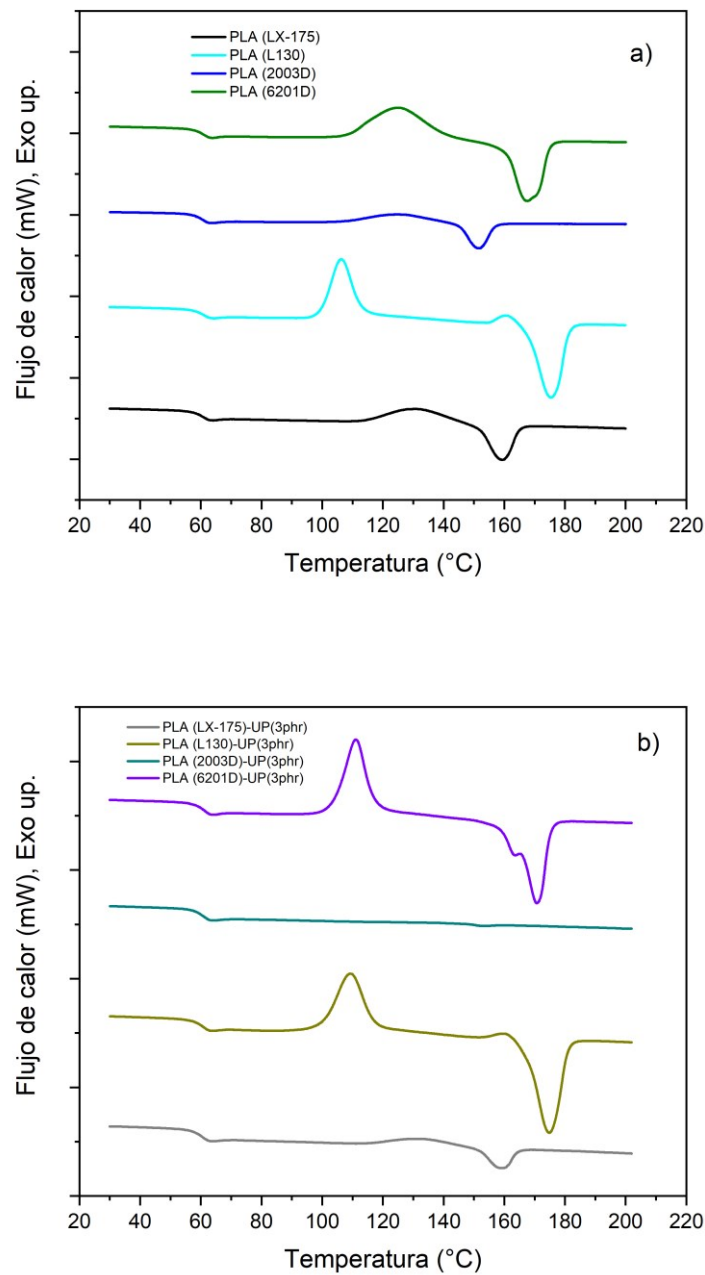 PLA (LX-175)
PLA (L130)
PLA (2003D)
PLA (6201D)
a)
Flujo de calor (mW), Exo up.
20 40 60 80 100 120 140 160 180 200 220
Temperatura (°C)
PLA (LX-175)-UP(3phr)
PLA (L130)-UP(3phr)
PLA (2003D)-UP(3phr)
PLA (6201D)-UP(3phr)
b)
Flujo de calor (mW), Exo up.
20 40 60 80 100 120 140 160 180 200 220
Temperatura (°C)